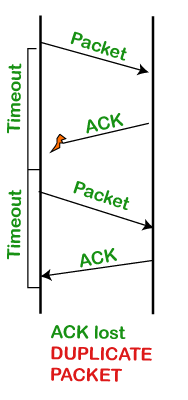 Packet
Timeout
ACK
Packet
Timeout
ACK
ACK lost
DUPLICATE
PACKET